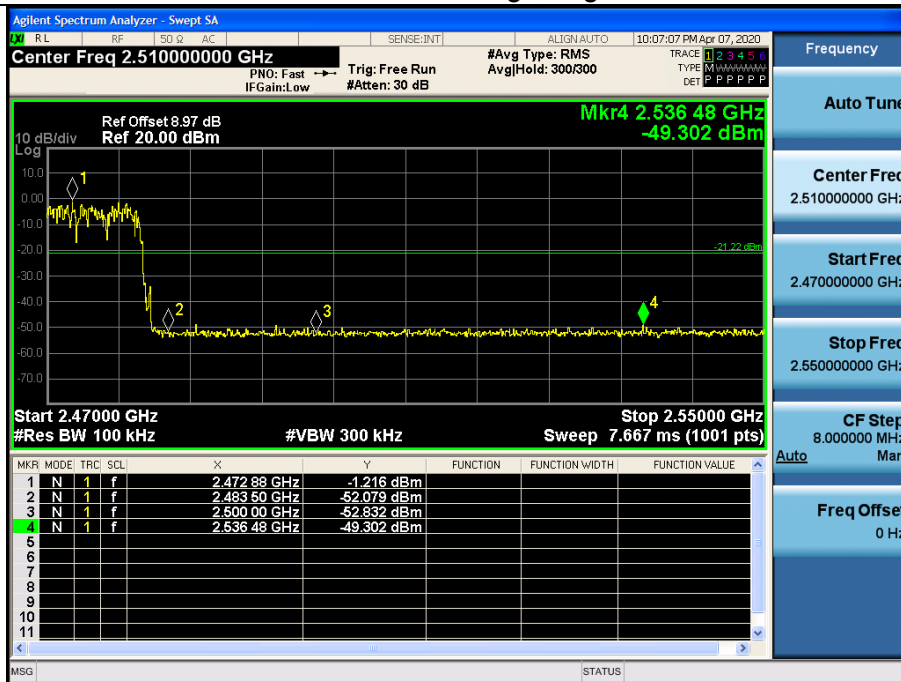 Agilent Spectrum Analyzer - Swept SA
LXI RL RF 50 Ω AC SENSE:INT ALIGN AUTO 10:07:07 PM Apr 07, 2020
Center Freq 2.510000000 GHz #Avg Type: RMS TRACE 1 2 3 4 5 6
PNO: Fast Trig: Free Run Avg|Hold: 300/300 TYPE M W W W W W
IFGain:Low #Atten: 30 dB DET P P P P P P
Mkr4 2.536 48 GHz
-49.302 dBm
Ref Offset 8.97 dB
10 dB/div Ref 20.00 dBm
Log
10.0
0.00
-10.0
-20.0
-30.0
-40.0
-50.0
-60.0
-70.0
1
2
3
4
-21.22 dBm
Start 2.47000 GHz Stop 2.55000 GHz
#Res BW 100 kHz #VBW 300 kHz Sweep 7.667 ms (1001 pts)
MKR MODE TRC SCL X Y FUNCTION FUNCTION WIDTH FUNCTION VALUE
1 N 1 f 2.472 88 GHz -1.216 dBm
2 N 1 f 2.483 50 GHz -52.079 dBm
3 N 1 f 2.500 00 GHz -52.832 dBm
4 N 1 f 2.536 48 GHz -49.302 dBm
5
6
7
8
9
10
11
MSG STATUS
Frequency
Auto Tune
Center Freq
2.510000000 GHz
Start Freq
2.470000000 GHz
Stop Freq
2.550000000 GHz
CF Step
8.000000 MHz
Auto Man
Freq Offset
0 Hz